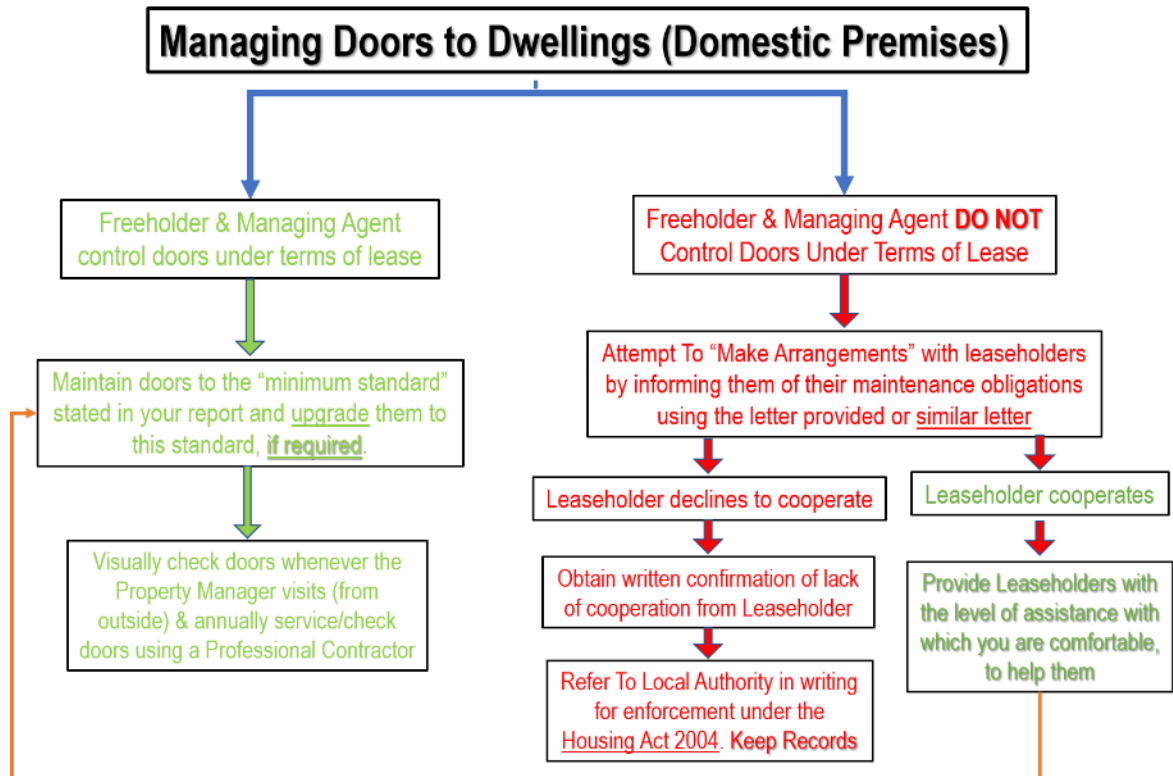 Managing Doors to Dwellings (Domestic Premises)
Freeholder & Managing Agent
control doors under terms of lease
Maintain doors to the “minimum standard”
stated in your report and upgrade them to
this standard, if required.
Visually check doors whenever the
Property Manager visits (from
outside) & annually service/check
doors using a Professional Contractor
Freeholder & Managing Agent DO NOT
Control Doors Under Terms of Lease
Attempt To “Make Arrangements” with leaseholders
by informing them of their maintenance obligations
using the letter provided or similar letter
Leaseholder declines to cooperate
Obtain written confirmation of lack
of cooperation from Leaseholder
Refer To Local Authority in writing
for enforcement under the
Housing Act 2004. Keep Records
Leaseholder cooperates
Provide Leaseholders with
the level of assistance with
which you are comfortable,
to help them